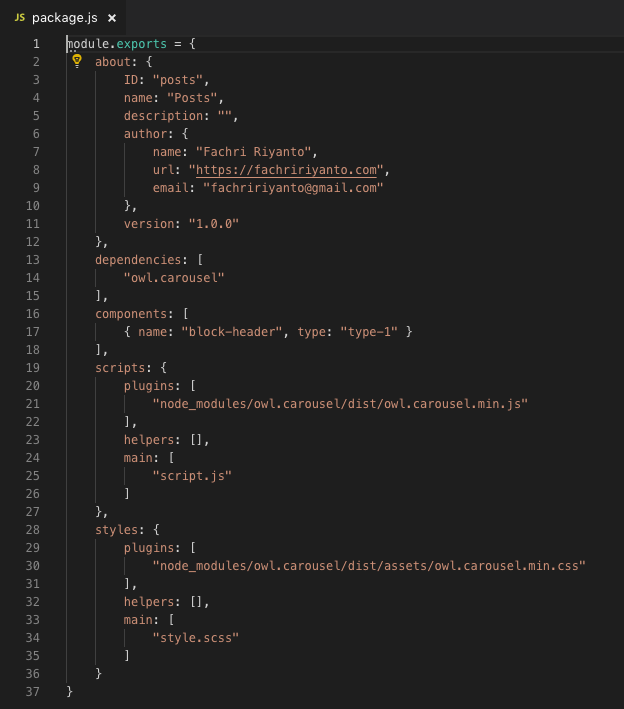 JS package.js ×
1 module.exports = {
2 about: {
3 ID: "posts",
4 name: "Posts",
5 description: "",
6 author: {
7 name: "Fachri Riyanto",
8 url: "https://fachririyanto.com",
9 email: "fachririyanto@gmail.com"
10 },
11 version: "1.0.0"
12 },
13 dependencies: [
14 "owl.carousel"
15 ],
16 components: [
17 { name: "block-header", type: "type-1" }
18 ],
19 scripts: {
20 plugins: [
21 "node_modules/owl.carousel/dist/owl.carousel.min.js"
22 ],
23 helpers: [],
24 main: [
25 "script.js"
26 ]
27 },
28 styles: {
29 plugins: [
30 "node_modules/owl.carousel/dist/assets/owl.carousel.min.css"
31 ],
32 helpers: [],
33 main: [
34 "style.scss"
35 ]
36 }
37 }